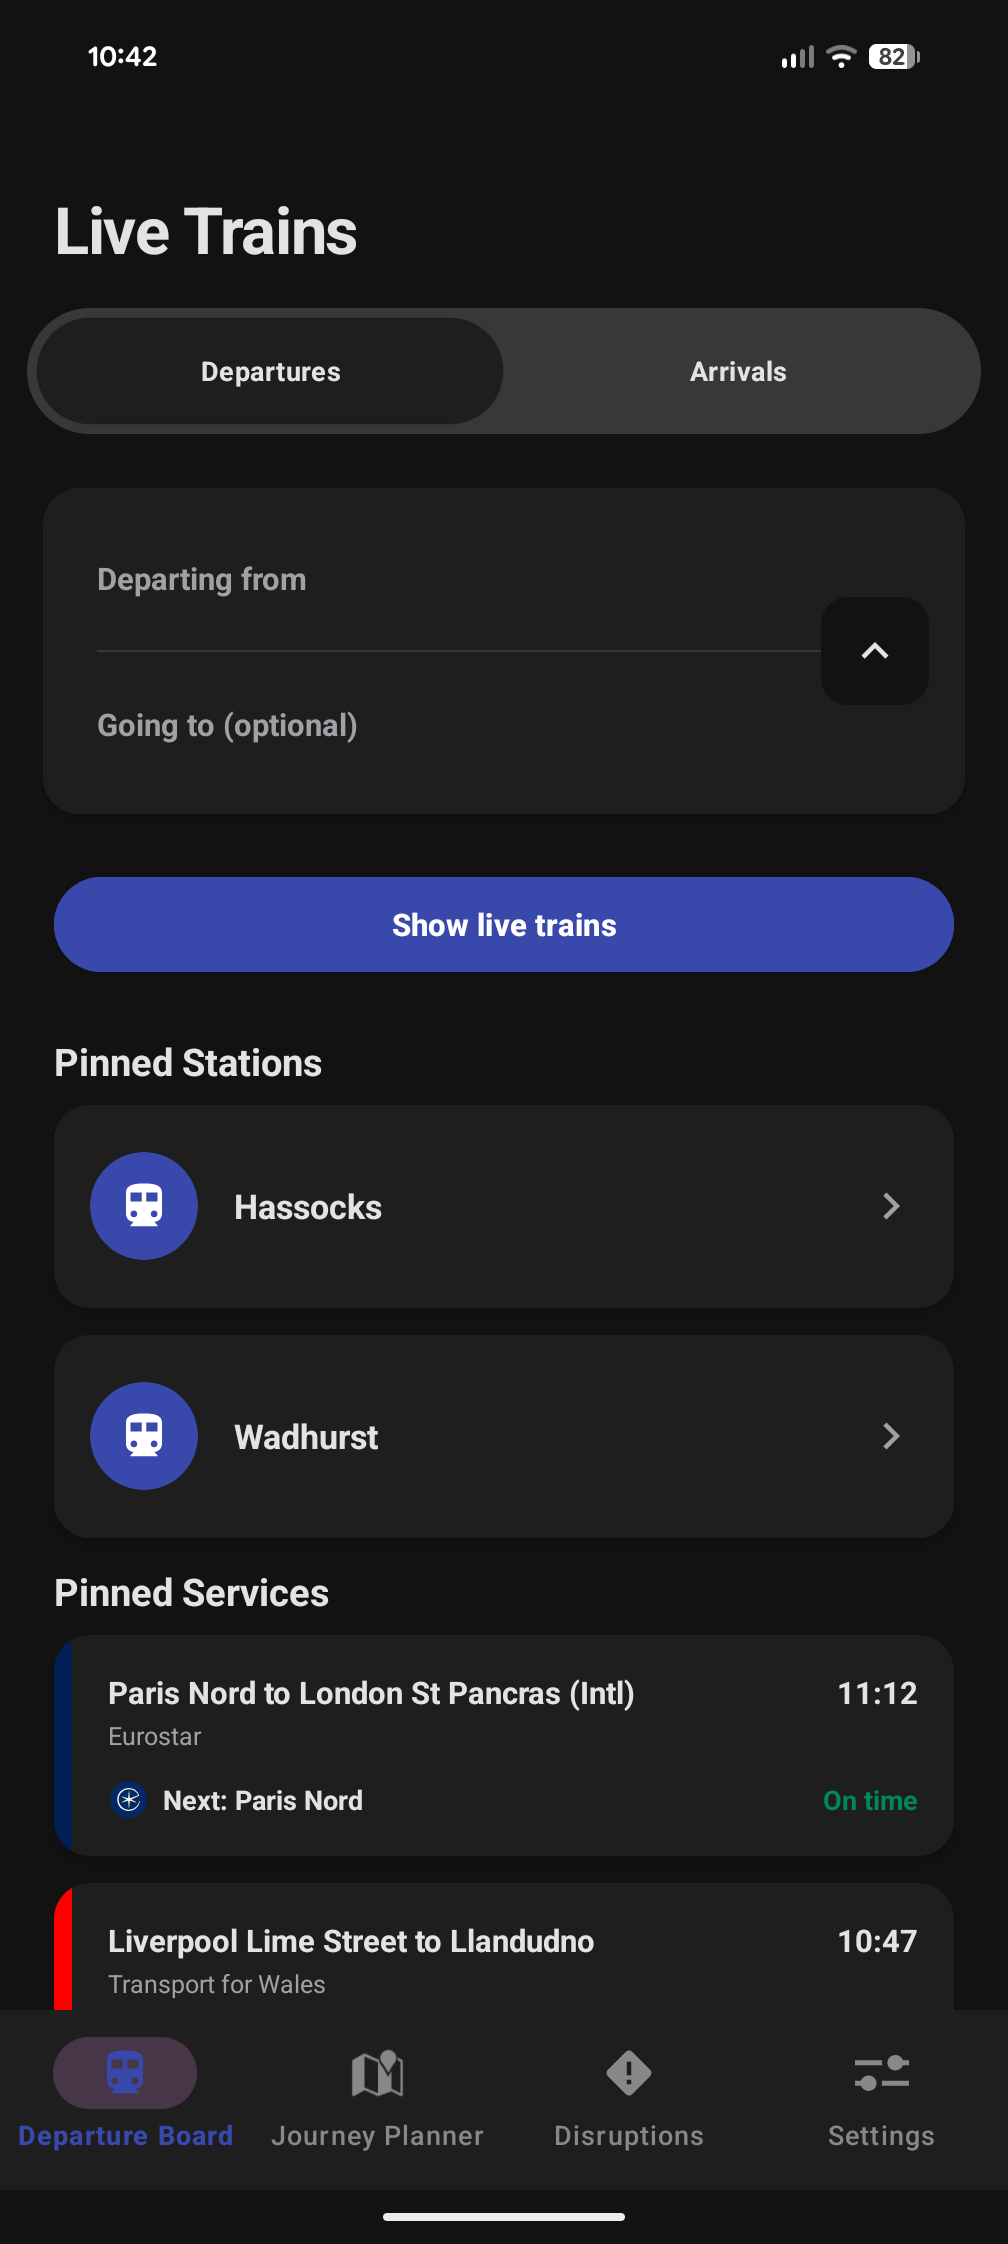 10:42
82
Live Trains
Departures
Arrivals
Departing from
Going to (optional)
Show live trains
Pinned Stations
Hassocks
Wadhurst
Pinned Services
Paris Nord to London St Pancras (Intl) 11:12
Eurostar
Next: Paris Nord On time
Liverpool Lime Street to Llandudno 10:47
Transport for Wales
Departure Board
Journey Planner
Disruptions
Settings